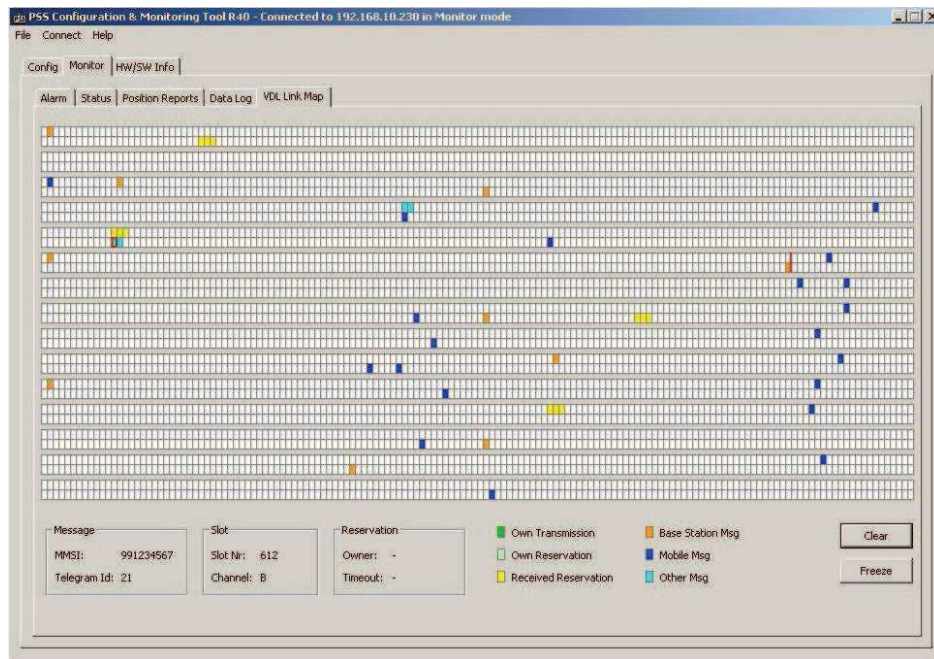 PSS Configuration & Monitoring Tool R40 - Connected to 192.168.10.230 in Monitor mode
File Connect Help
Config Monitor HW/SW Info
Alarm Status Position Reports Data Log VDL Link Map
Message Slot Reservation
Own Transmission Base Station Msg Clear
MMSI: 991234567 Slot Nr: 612 Owner: -
Own Reservation Mobile Msg
Telegram Id: 21 Channel: B Timeout: -
Received Reservation Other Msg Freeze